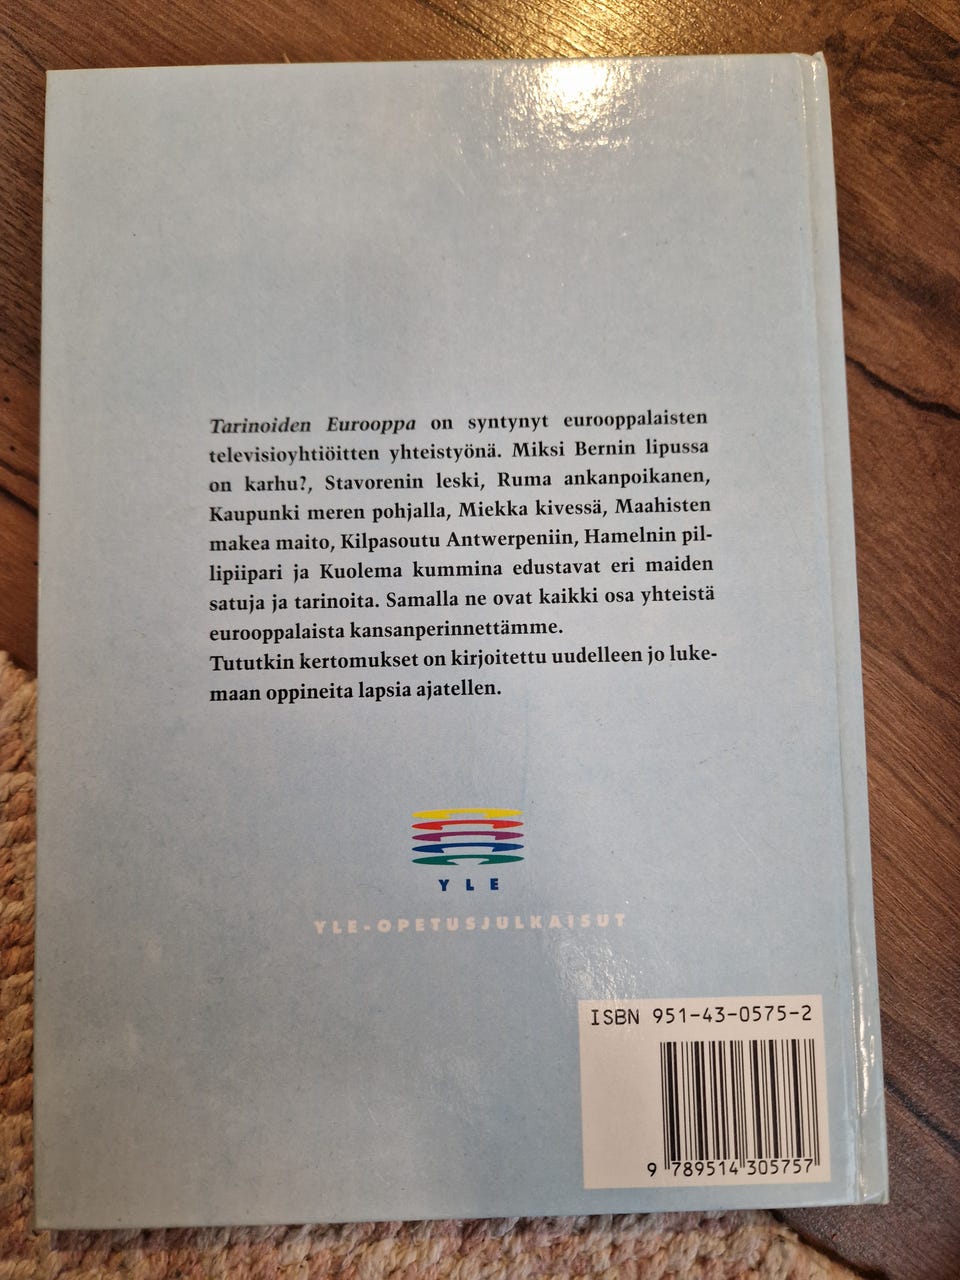 Tarinoiden Eurooppa on syntynyt eurooppalaisten
televisioyhtiöitten yhteistyönä. Miksi Bernin lipussa
on karhu?, Stavorenin leski, Ruma ankanpoikanen,
Kaupunki meren pohjalla, Miekka kivessä, Maahisten
makea maito, Kilpasoutu Antwerpeniin, Hamelnin pil-
lipiipari ja Kuolema kummina edustavat eri maiden
satuja ja tarinoita. Samalla ne ovat kaikki osa yhteistä
eurooppalaista kansanperinnettämme.
Tututkin kertomukset on kirjoitettu uudelleen jo luke-
maan oppineita lapsia ajatellen.
YLE
YLE-OPETUSJULKAISUT
ISBN 951-43-0575-2
9 789514 305757